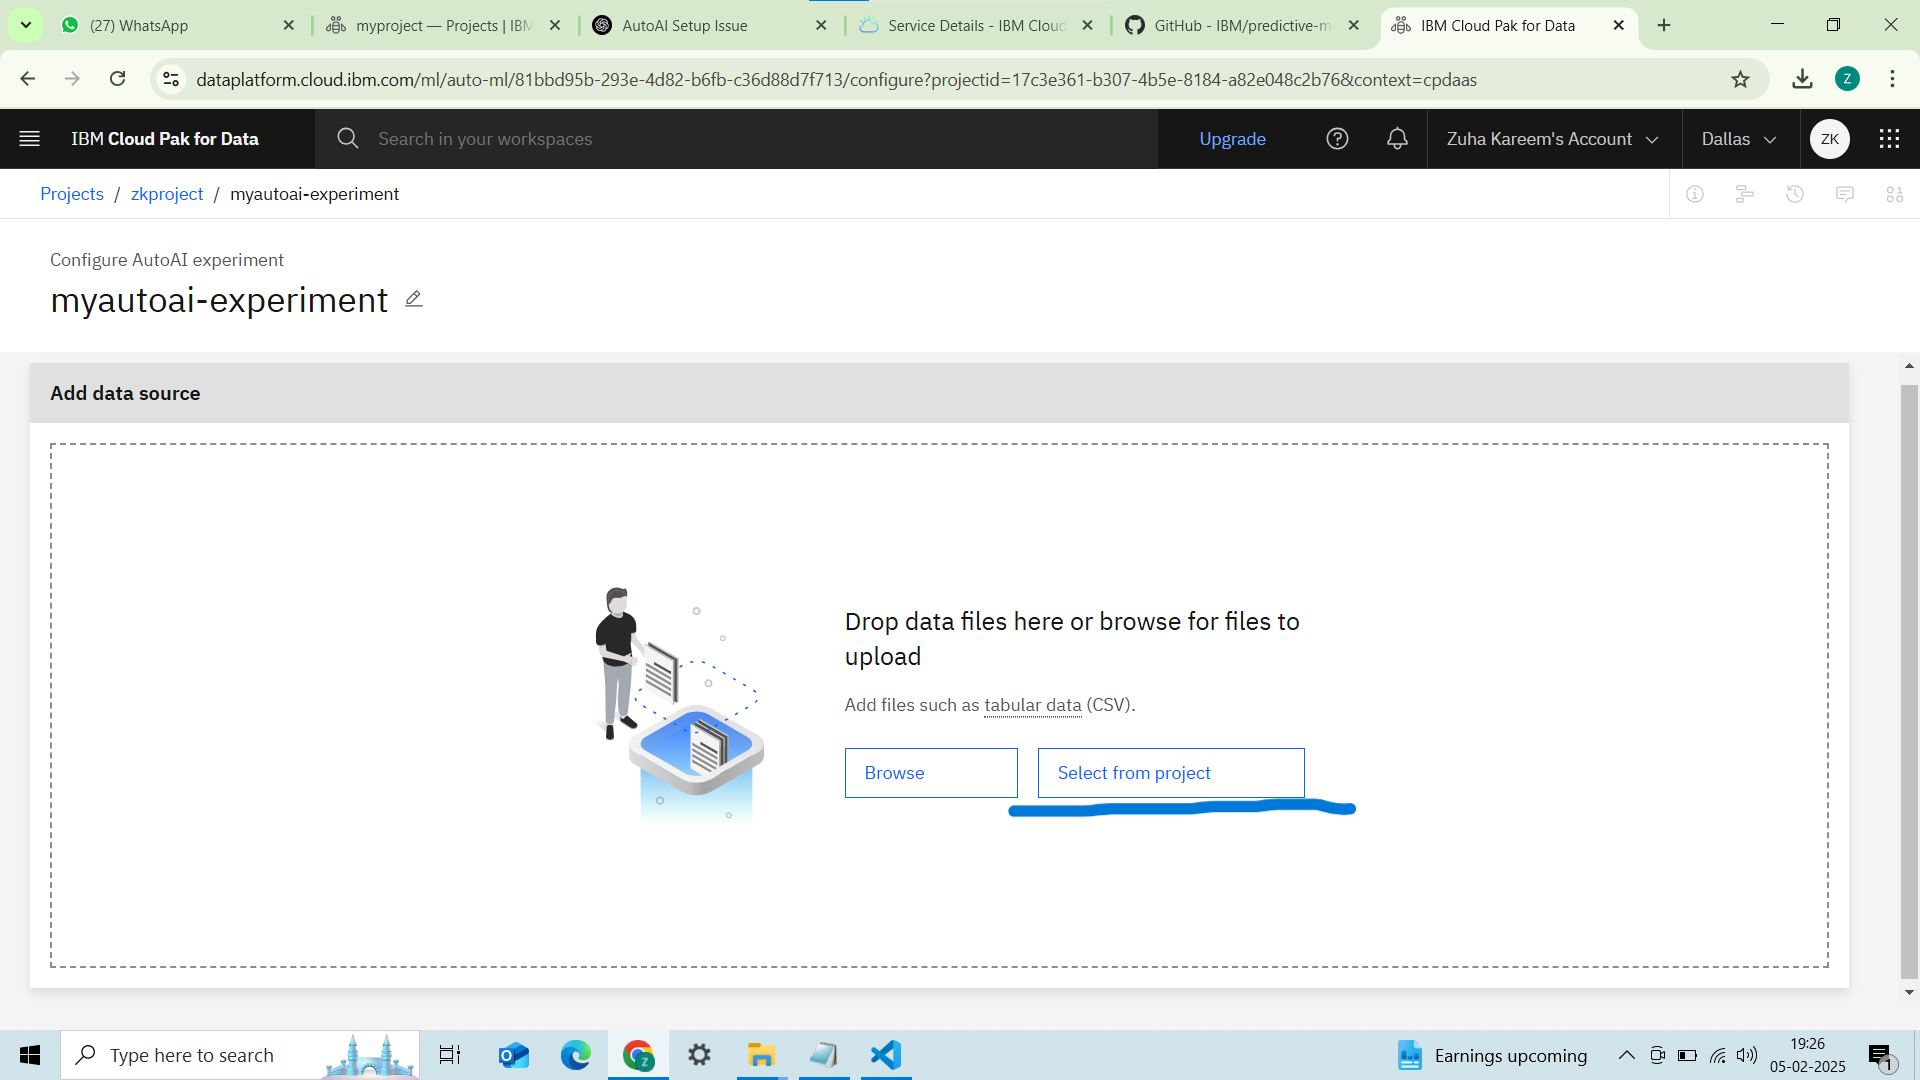 (27) WhatsApp
myproject — Projects | IBM
AutoAI Setup Issue
Service Details - IBM Cloud
GitHub - IBM/predictive-m
IBM Cloud Pak for Data
dataplatform.cloud.ibm.com/ml/auto-ml/81bbd95b-293e-4d82-b6fb-c36d88d7f713/configure?projectid=17c3e361-b307-4b5e-8184-a82e048c2b76&context=cpdaas
Z
IBM Cloud Pak for Data
Search in your workspaces
Upgrade
Zuha Kareem's Account
Dallas
ZK
Projects / zkproject / myautoai-experiment
Configure AutoAI experiment
myautoai-experiment
Add data source
Drop data files here or browse for files to
upload
Add files such as tabular data (CSV).
Browse
Select from project
Type here to search
Earnings upcoming
19:26
05-02-2025
1